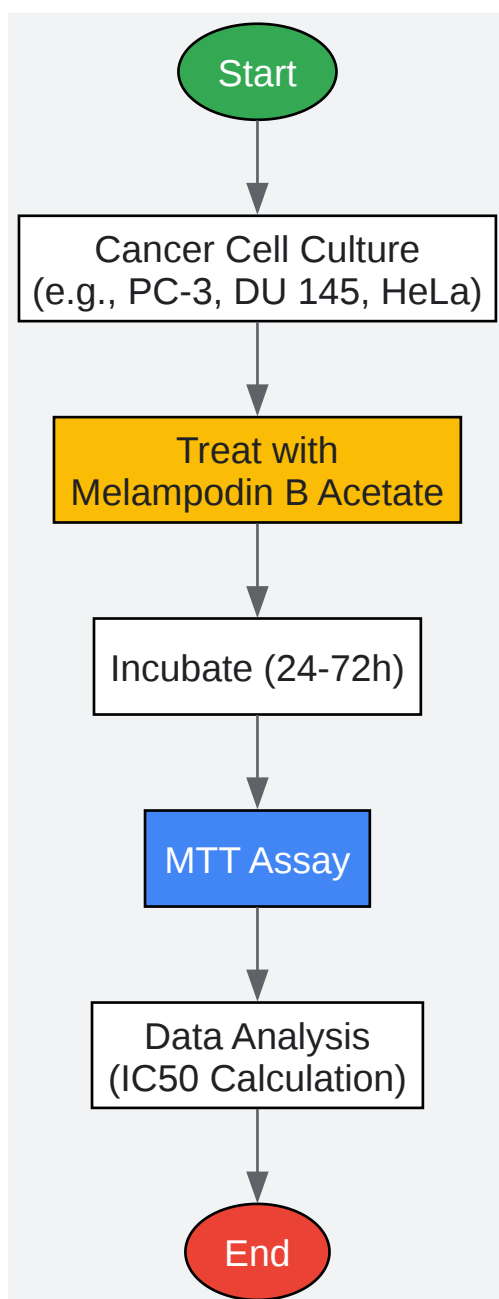 Start
Cancer Cell Culture
(e.g., PC-3, DU 145, HeLa)
Treat with
Melampodin B Acetate
Incubate (24-72h)
MTT Assay
Data Analysis
(IC50 Calculation)
End